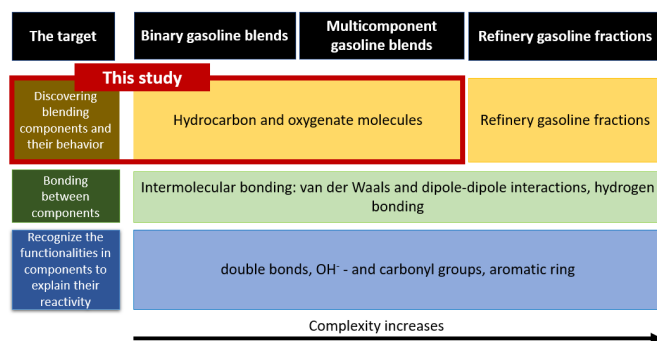 The target
Binary gasoline blends
Multicomponent
gasoline blends
Refinery gasoline fractions
This study
Discovering
blending
components and
their behavior
Hydrocarbon and oxygenate molecules
Refinery gasoline fractions
Bonding
between
components
Intermolecular bonding: van der Waals and dipole-dipole interactions, hydrogen
bonding
Recognize the
functionalities in
components to
explain their
reactivity
double bonds, OH⁻ - and carbonyl groups, aromatic ring
Complexity increases